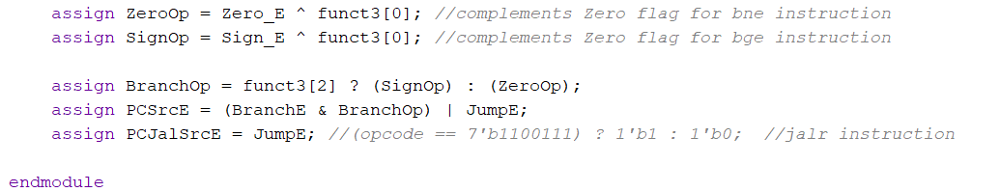 assign ZeroOp = Zero_E ^ funct3[0]; //complements Zero flag for bne instruction
assign SignOp = Sign_E ^ funct3[0]; //complements Zero flag for bge instruction
assign BranchOp = funct3[2] ? (SignOp) : (ZeroOp);
assign PCSrcE = (BranchE & BranchOp) | JumpE;
assign PCJalSrcE = JumpE; //(opcode == 7'b1100111) ? 1'b1 : 1'b0;  //jalr instruction
endmodule